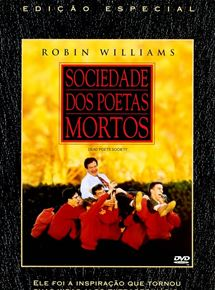 EDIÇÃO ESPECIAL
ROBIN WILLIAMS
SOCIEDADE
DOS POETAS
MORTOS
DEAD POETS SOCIETY
DVD
ELE FOI A INSPIRAÇÃO QUE TORNOU